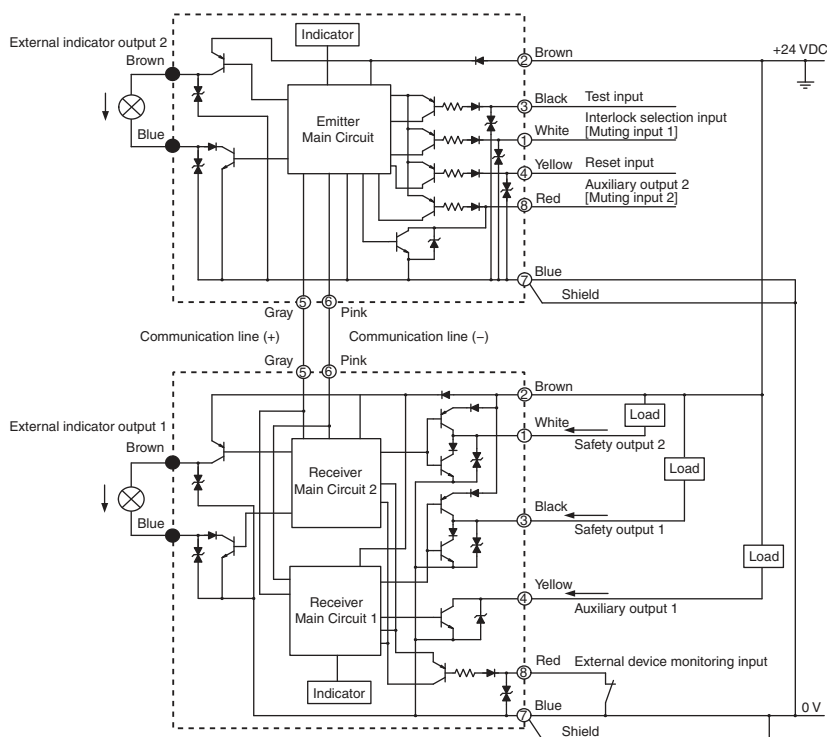 External indicator output 2
Indicator
Brown
+24 VDC
Brown
②
Black
Test input
③
Interlock selection input
White
[Muting input 1]
①
Emitter
Main Circuit
Blue
Yellow
Reset input
④
Auxiliary output 2
Red
[Muting input 2]
⑧
Blue
⑦
Shield
⑤
⑥
Gray
Pink
Communication line (+)
Communication line (−)
Gray
Pink
⑤
⑥
Brown
②
External indicator output 1
Brown
White
Load
①
Safety output 2
Receiver
Main Circuit 2
Load
Blue
Black
③
Safety output 1
Load
Yellow
④
Auxiliary output 1
Receiver
Main Circuit 1
Red
External device monitoring input
⑧
Indicator
Blue
0 V
⑦
Shield